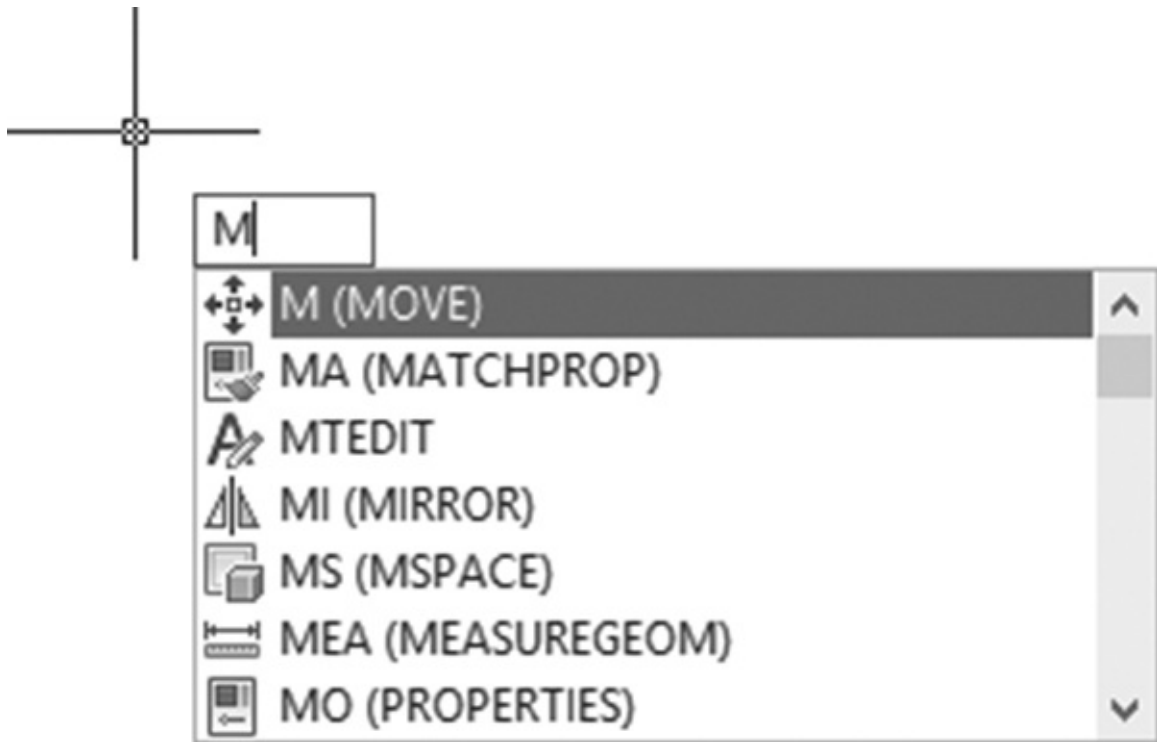 M
M (MOVE)
MA (MATCHPROP)
MTEDIT
MI (MIRROR)
MS (MSPACE)
MEA (MEASUREGEOM)
MO (PROPERTIES)